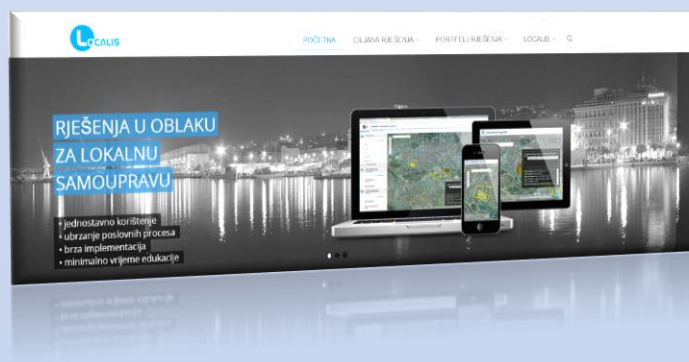 LOCALIS
POČETNA CILJANA RJEŠENJA PORTFELJ RJEŠENJA LOCALIS
RJEŠENJA U OBLAKU
ZA LOKALNU
SAMOUPRAVU
• jednostavno korištenje
• ubrzanje poslovnih procesa
• brza implementacija
• minimalno vrijeme edukacije